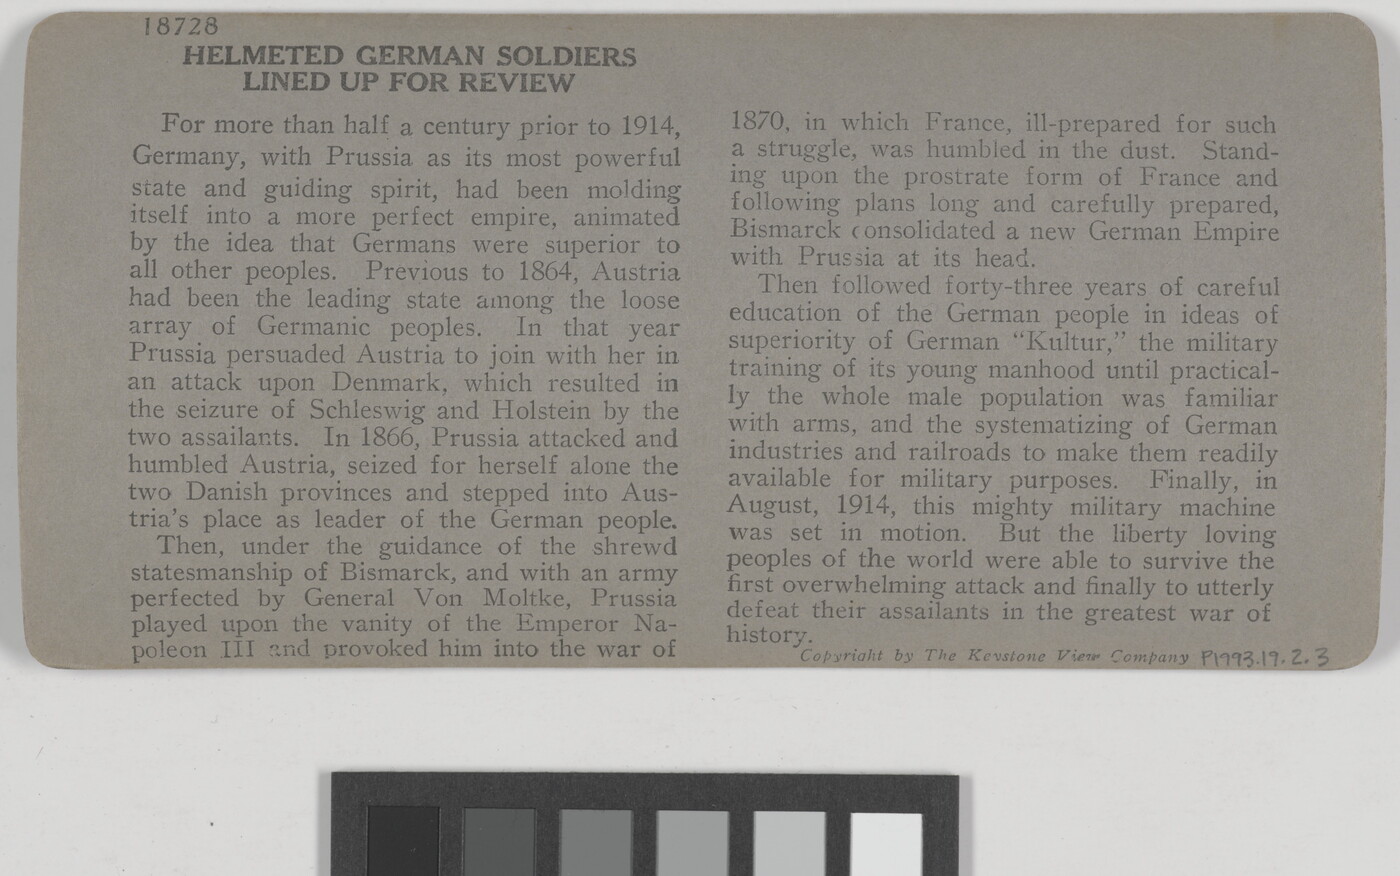 18728
HELMETED GERMAN SOLDIERS
LINED UP FOR REVIEW
For more than half a century prior to 1914,
Germany, with Prussia as its most powerful
state and guiding spirit, had been molding
itself into a more perfect empire, animated
by the idea that Germans were superior to
all other peoples. Previous to 1864, Austria
had been the leading state among the loose
array of Germanic peoples. In that year
Prussia persuaded Austria to join with her in
an attack upon Denmark, which resulted in
the seizure of Schleswig and Holstein by the
two assailants. In 1866, Prussia attacked and
humbled Austria, seized for herself alone the
two Danish provinces and stepped into Aus-
tria's place as leader of the German people.
Then, under the guidance of the shrewd
statesmanship of Bismarck, and with an army
perfected by General Von Moltke, Prussia
played upon the vanity of the Emperor Na-
poleon III and provoked him into the war of
1870, in which France, ill-prepared for such
a struggle, was humbled in the dust. Stand-
ing upon the prostrate form of France and
following plans long and carefully prepared,
Bismarck consolidated a new German Empire
with Prussia at its head.
Then followed forty-three years of careful
education of the German people in ideas of
superiority of German "Kultur," the military
training of its young manhood until practical-
ly the whole male population was familiar
with arms, and the systematizing of German
industries and railroads to make them readily
available for military purposes. Finally, in
August, 1914, this mighty military machine
was set in motion. But the liberty loving
peoples of the world were able to survive the
first overwhelming attack and finally to utterly
defeat their assailants in the greatest war of
history.
Copyright by The Keystone View Company P1993.19.2.3